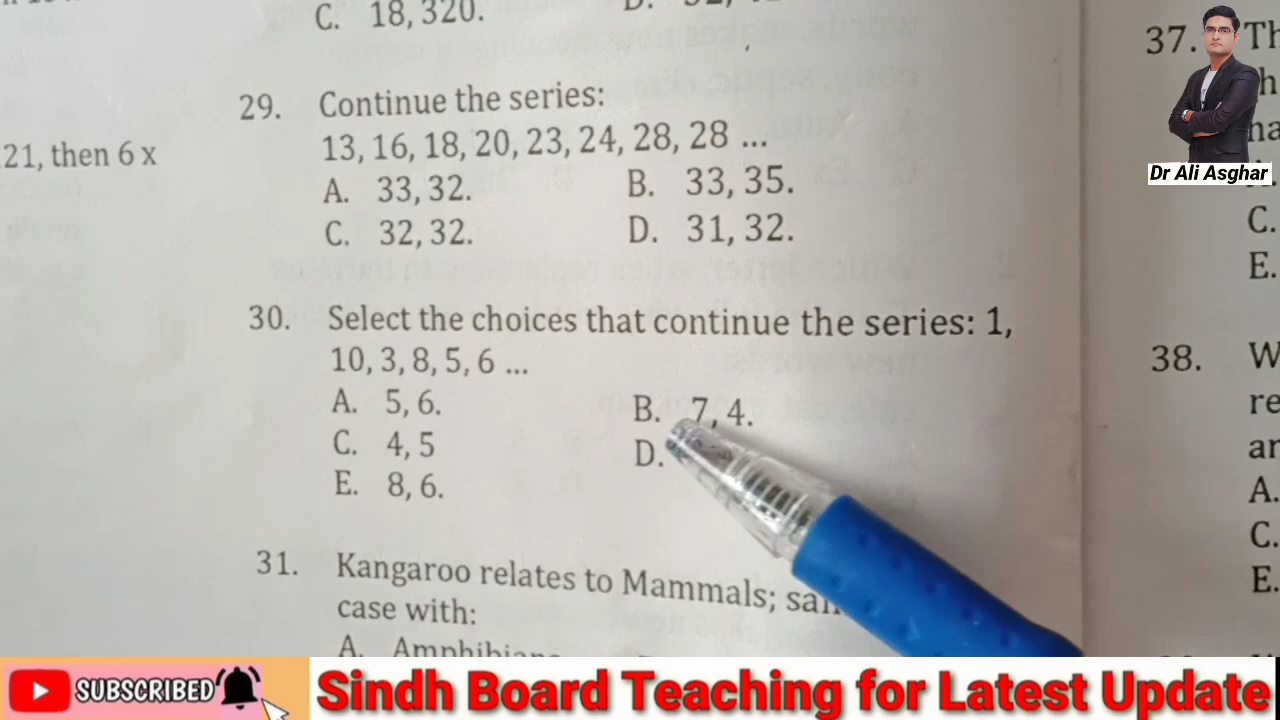 C. 18,320.
D.
37. Th
29. Continue the series:
21, then 6 x
13, 16, 18, 20, 23, 24, 28, 28 ...
A. 33, 32.
B. 33, 35.
C. 32, 32.
D. 31, 32.
Dr Ali Asghar
C.
E.
30. Select the choices that continue the series: 1,
10, 3, 8, 5, 6 ...
A. 5, 6.
B. 7, 4.
C. 4, 5
D.
E. 8, 6.
38. W
re
an
A.
C.
E.
31. Kangaroo relates to Mammals;
case with:
A. Amphibians
SUBSCRIBED
Sindh Board Teaching for Latest Update